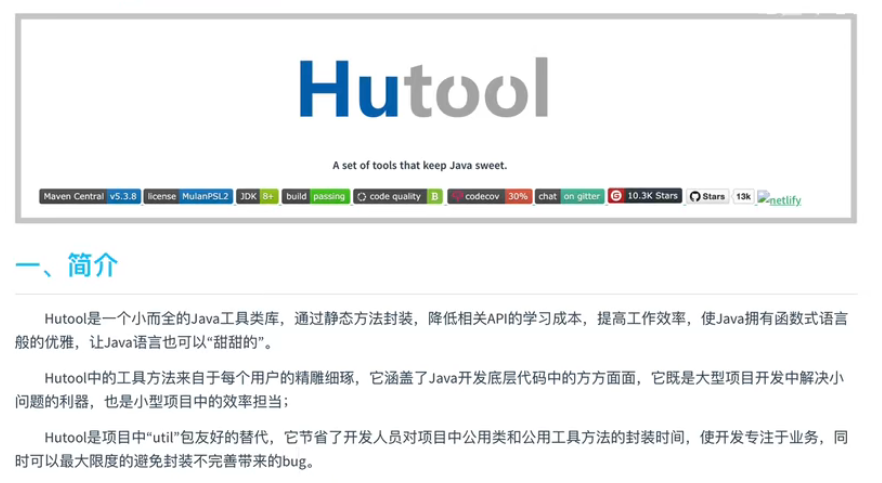 Hutool
A set of tools that keep Java sweet.
Maven Central v5.3.8 license MulanPSL2 JDK 8+ build passing code quality B codecov 30% chat on gitter G 10.3K Stars Stars 13k netlify
一、简介
Hutool是一个小而全的Java工具类库，通过静态方法封装，降低相关API的学习成本，提高工作效率，使Java拥有函数式语言
般的优雅，让Java语言也可以“甜甜的”。
Hutool中的工具方法来自于每个用户的精雕细琢，它涵盖了Java开发底层代码中的方方面面，它既是大型项目开发中解决小
问题的利器，也是小型项目中的效率担当；
Hutool是项目中“util”包友好的替代，它节省了开发人员对项目中公用类和公用工具方法的封装时间，使开发专注于业务，同
时可以最大限度的避免封装不完善带来的bug。